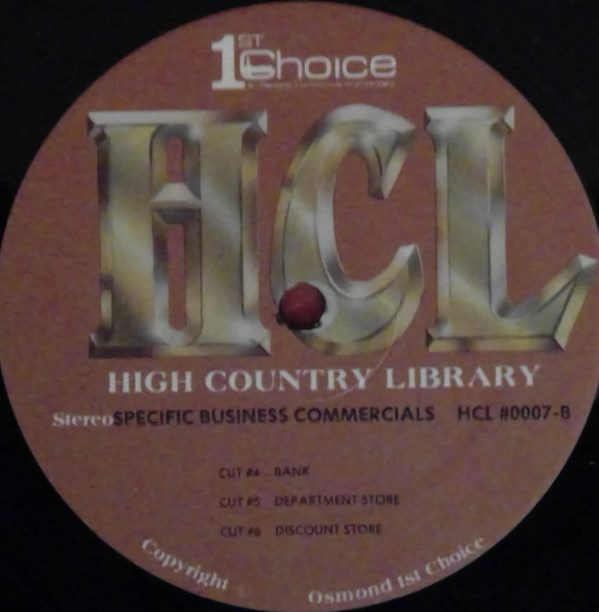 1ST Choice
HCL
HIGH COUNTRY LIBRARY
Stereo SPECIFIC BUSINESS COMMERCIALS HCL #0007-B
CUT #4 BANK
CUT #5 DEPARTMENT STORE
CUT #6 DISCOUNT STORE
Copyright Osmond 1st Choice